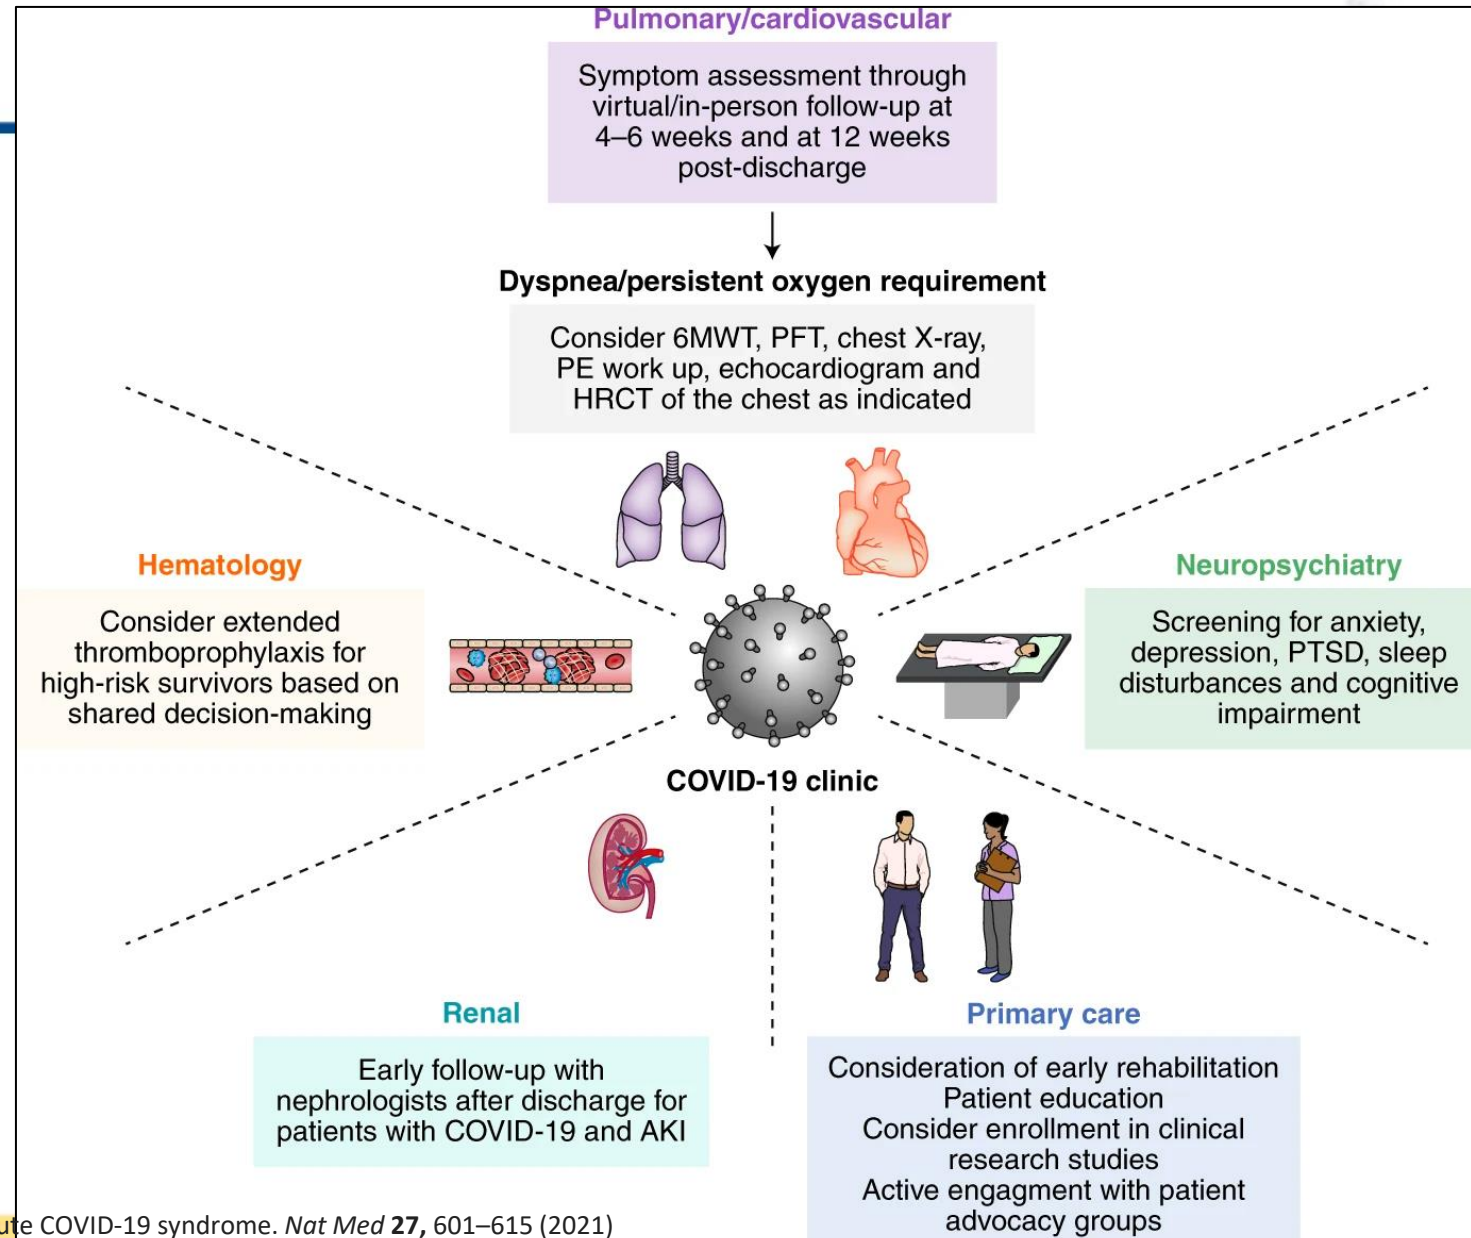 Pulmonary/cardiovascular
Symptom assessment through
virtual/in-person follow-up at
4–6 weeks and at 12 weeks
post-discharge
Dyspnea/persistent oxygen requirement
Consider 6MWT, PFT, chest X-ray,
PE work up, echocardiogram and
HRCT of the chest as indicated
Hematology
Consider extended
thromboprophylaxis for
high-risk survivors based on
shared decision-making
Neuropsychiatry
Screening for anxiety,
depression, PTSD, sleep
disturbances and cognitive
impairment
COVID-19 clinic
Renal
Early follow-up with
nephrologists after discharge for
patients with COVID-19 and AKI
Primary care
Consideration of early rehabilitation
Patient education
Consider enrollment in clinical
research studies
Active engagment with patient
advocacy groups
ute COVID-19 syndrome. Nat Med 27, 601–615 (2021)